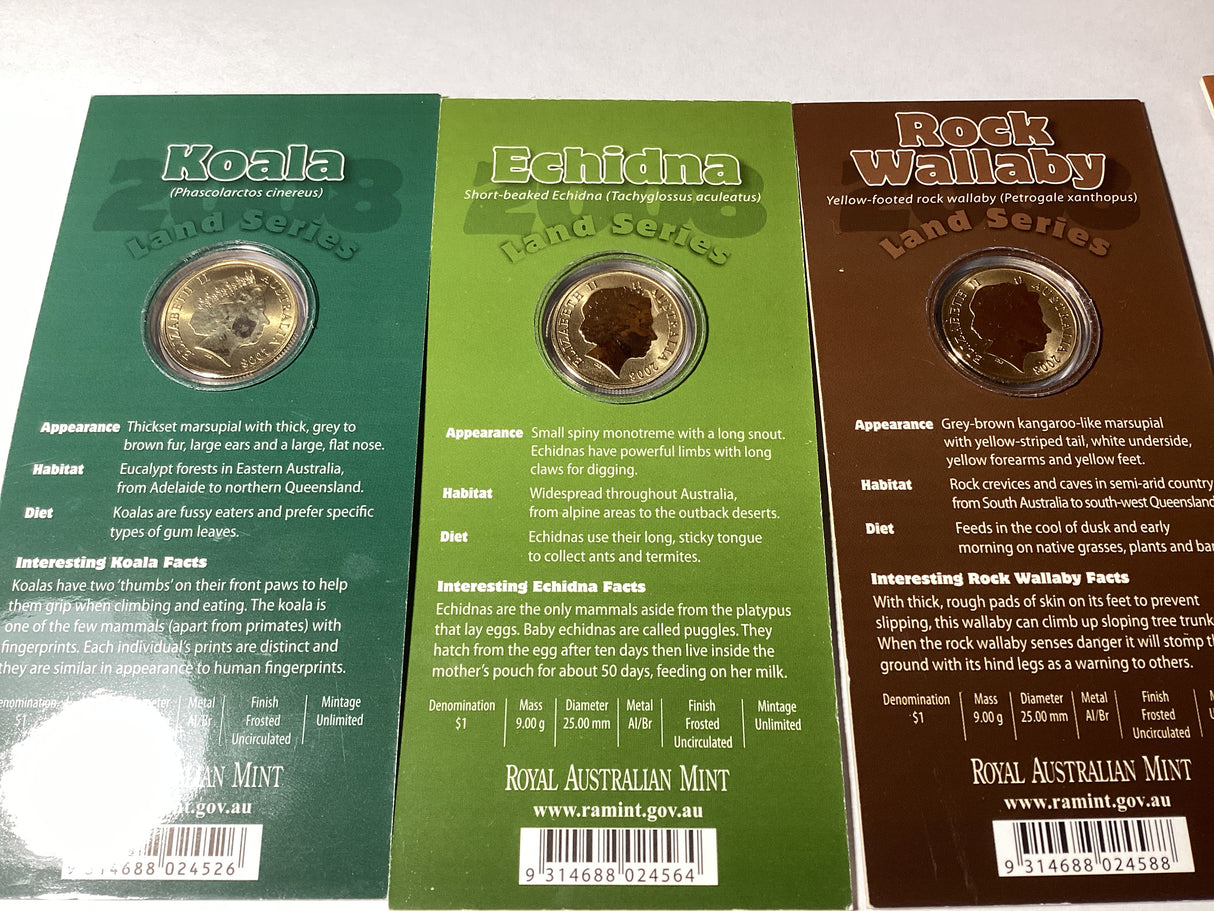 Koala
(Phascolarctos cinereus)
2008
Land Series
ELIZABETH II AUSTRALIA 2008
Appearance Thickset marsupial with thick, grey to
brown fur, large ears and a large, flat nose.
Habitat Eucalypt forests in Eastern Australia,
from Adelaide to northern Queensland.
Diet Koalas are fussy eaters and prefer specific
types of gum leaves.
Interesting Koala Facts
Koalas have two 'thumbs' on their front paws to help
them grip when climbing and eating. The koala is
one of the few mammals (apart from primates) with
fingerprints. Each individual's prints are distinct and
they are similar in appearance to human fingerprints.
Metal Finish Mintage
$1 Al/Br Frosted Unlimited
Uncirculated
MINT
.gov.au
024526
Echidna
Short-beaked Echidna (Tachyglossus aculeatus)
2008
Land Series
ELIZABETH II AUSTRALIA 2008
Appearance Small spiny monotreme with a long snout.
Echidnas have powerful limbs with long
claws for digging.
Habitat Widespread throughout Australia,
from alpine areas to the outback deserts.
Diet Echidnas use their long, sticky tongue
to collect ants and termites.
Interesting Echidna Facts
Echidnas are the only mammals aside from the platypus
that lay eggs. Baby echidnas are called puggles. They
hatch from the egg after ten days then live inside the
mother's pouch for about 50 days, feeding on her milk.
Denomination Mass Diameter Metal Finish Mintage
$1 9.00 g 25.00 mm Al/Br Frosted Unlimited
Uncirculated
ROYAL AUSTRALIAN MINT
www.ramint.gov.au
9 314688 024564
Rock
Wallaby
Yellow-footed rock wallaby (Petrogale xanthopus)
Land Series
ELIZABETH II AUSTRALIA 2008
Appearance Grey-brown kangaroo-like marsupial
with yellow-striped tail, white underside,
yellow forearms and yellow feet.
Habitat Rock crevices and caves in semi-arid country
from South Australia to south-west Queensland
Diet Feeds in the cool of dusk and early
morning on native grasses, plants and
Interesting Rock Wallaby Facts
With thick, rough pads of skin on its feet to prevent
slipping, this wallaby can climb up sloping tree
When the rock wallaby senses danger it will stomp
ground with its hind legs as a warning to others.
Denomination Mass Diameter Metal Finish
$1 9.00 g 25.00 mm Al/Br Frosted
Uncirculated
ROYAL AUSTRALIAN MINT
www.ramint.gov.au
9 314688 024588